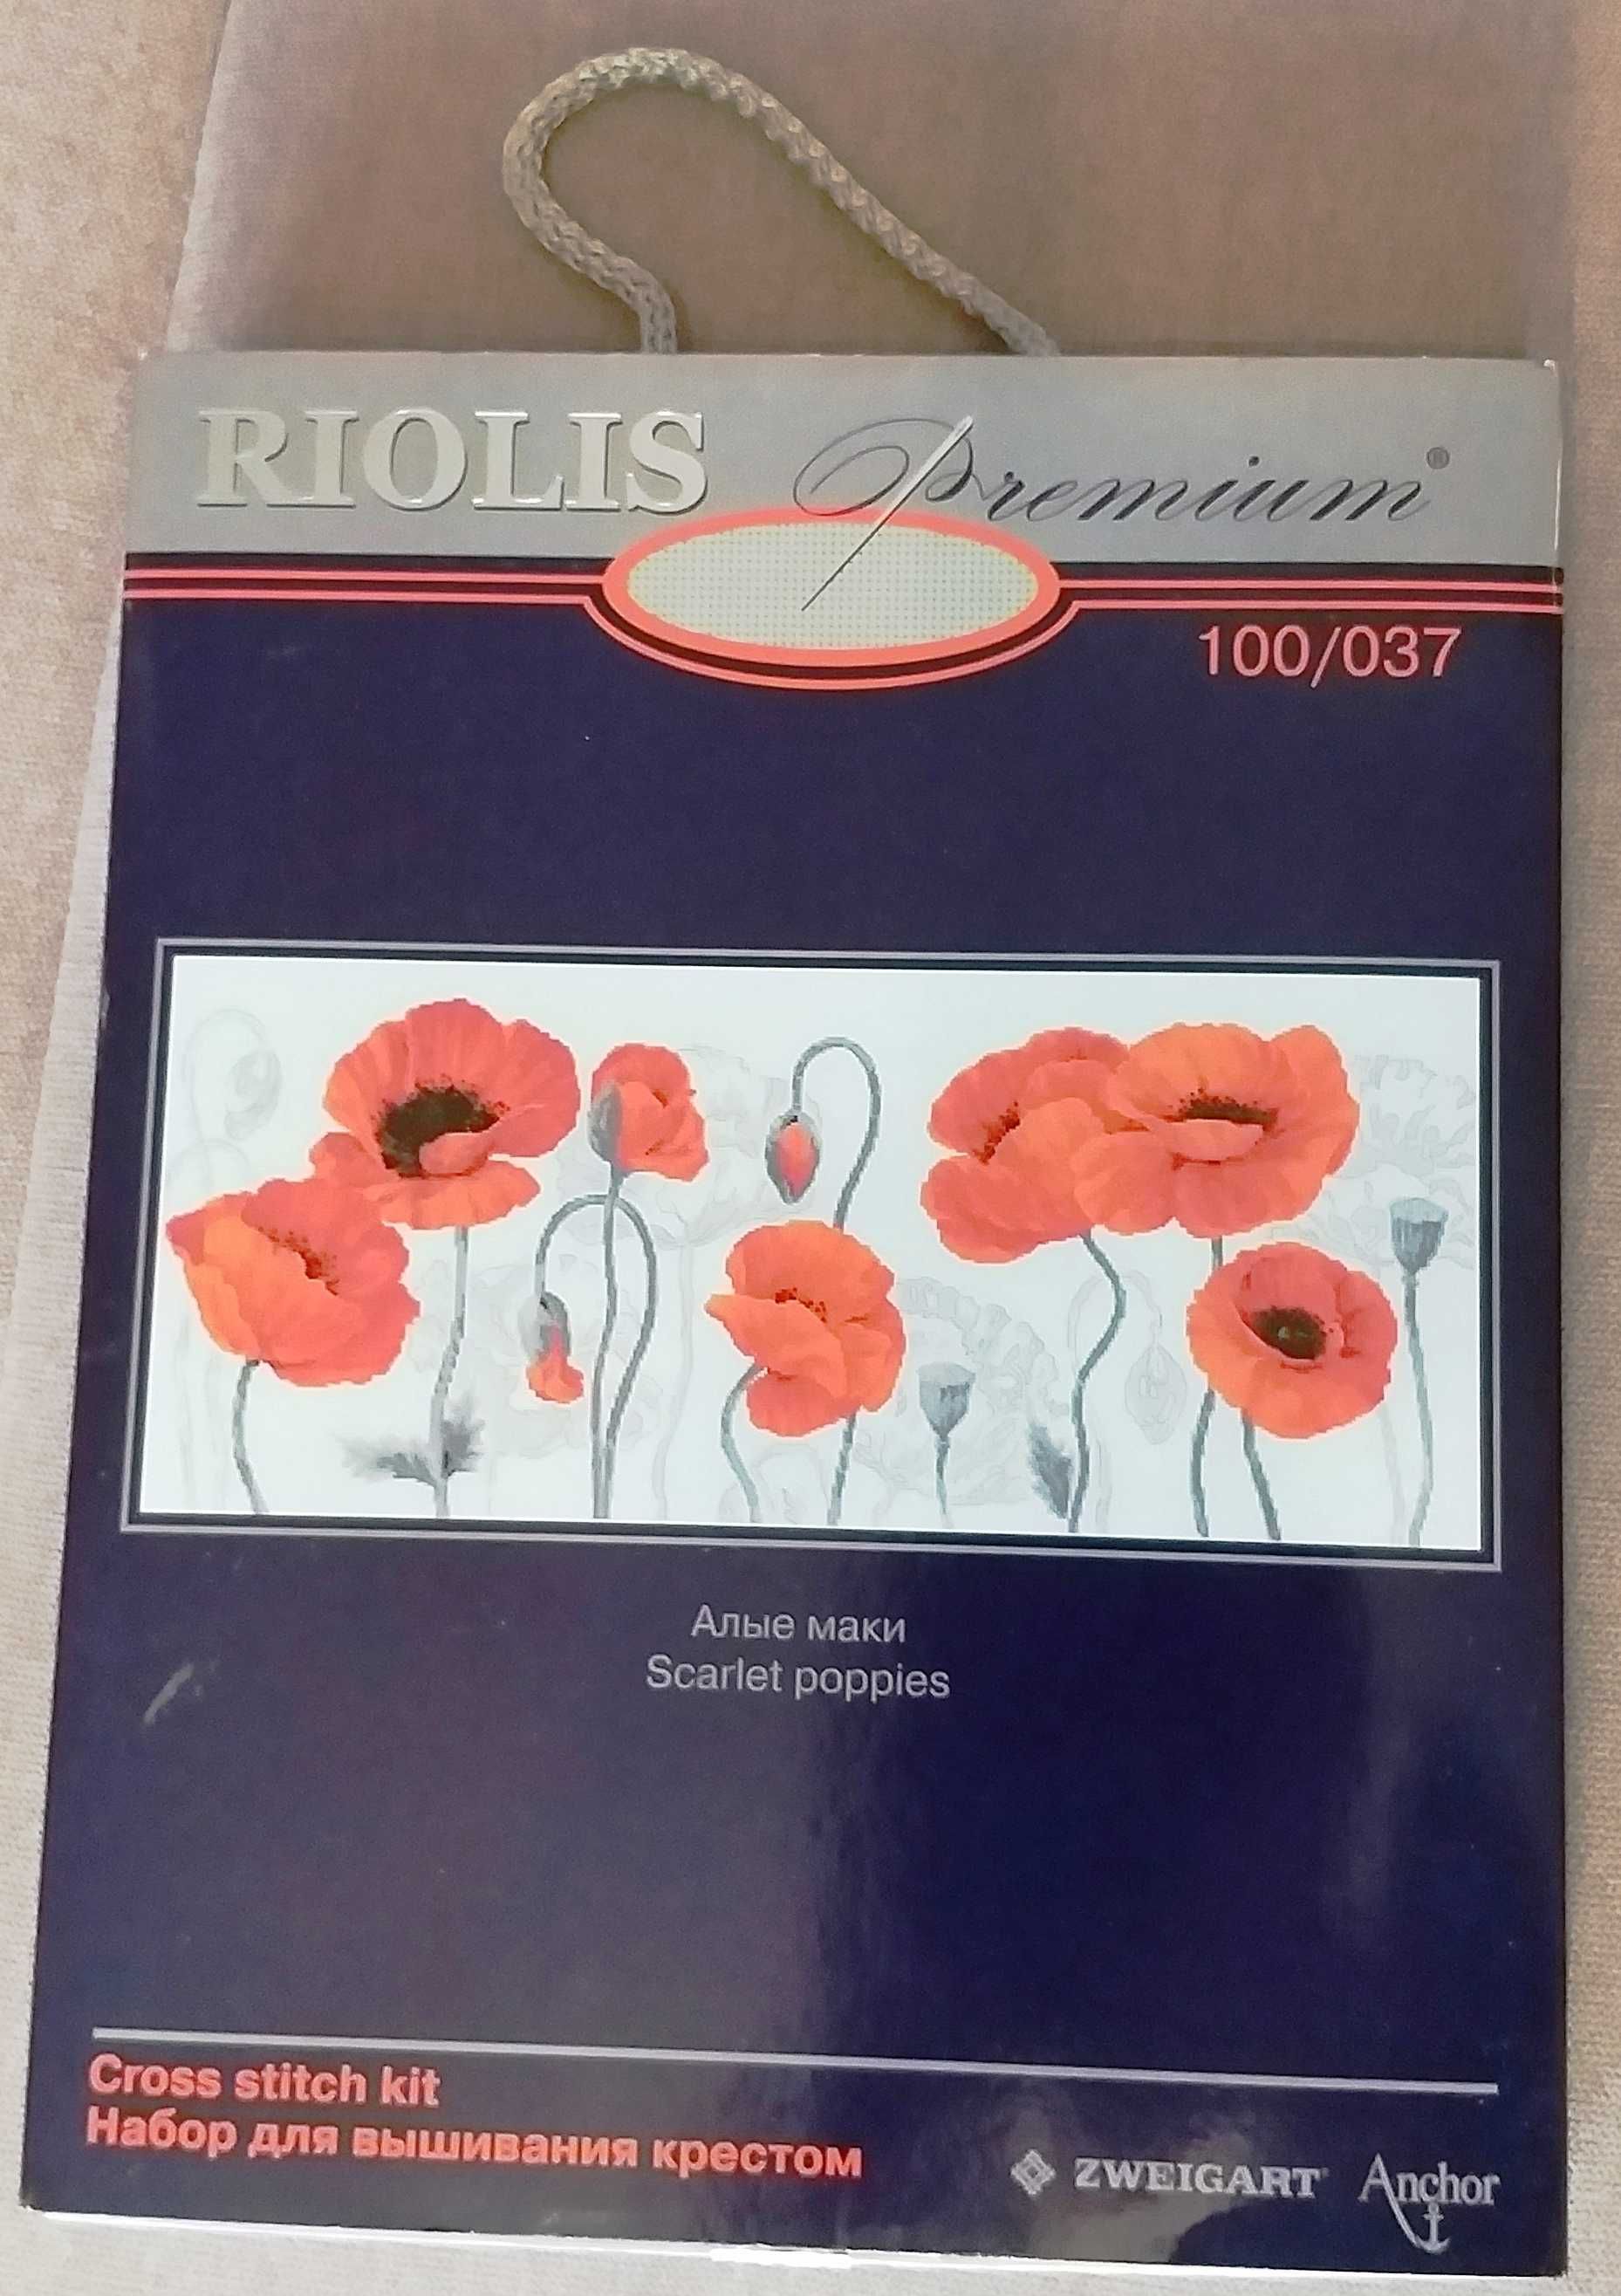 RIOLIS Premium®
100/037
Алые маки
Scarlet poppies
Cross stitch kit
Набор для вышивания крестом
ZWEIGART Anchor